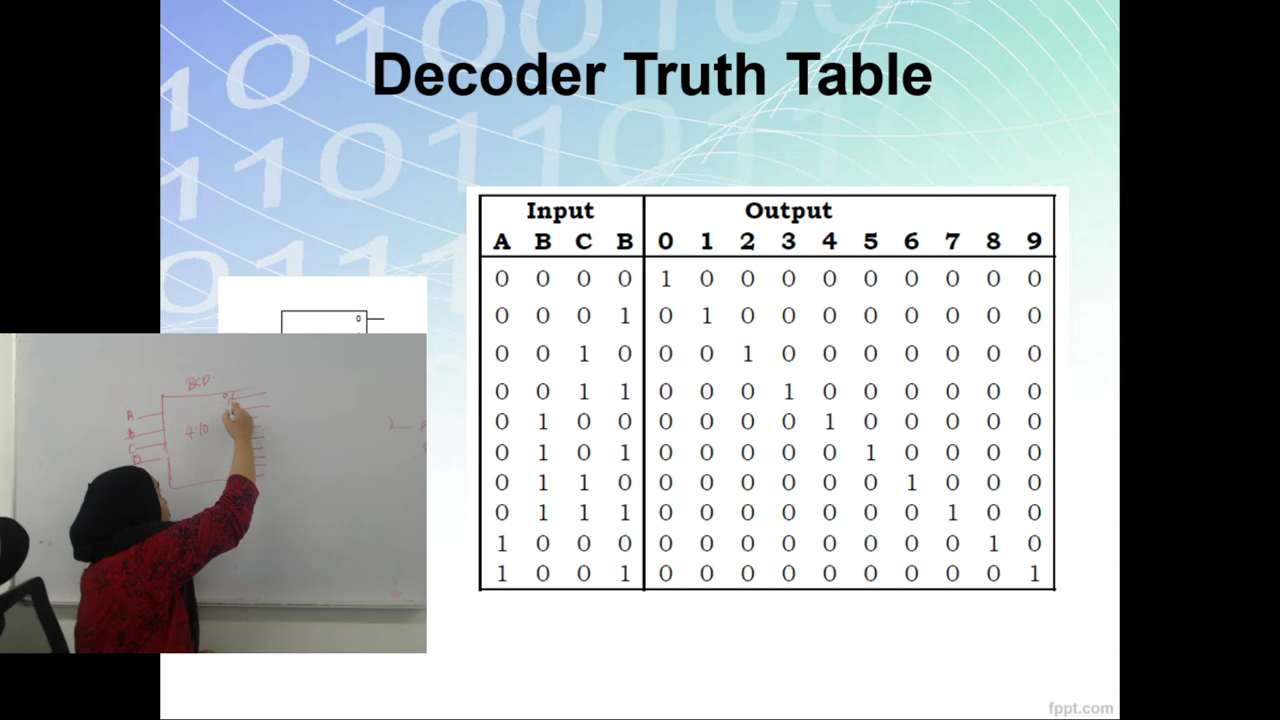 Decoder Truth Table
Input Output
A B C B 0 1 2 3 4 5 6 7 8 9
0 0 0 0 1 0 0 0 0 0 0 0 0 0
0 0 0 1 0 1 0 0 0 0 0 0 0 0
0 0 1 0 0 0 1 0 0 0 0 0 0 0
0 0 1 1 0 0 0 1 0 0 0 0 0 0
0 1 0 0 0 0 0 0 1 0 0 0 0 0
0 1 0 1 0 0 0 0 0 1 0 0 0 0
0 1 1 0 0 0 0 0 0 0 1 0 0 0
0 1 1 1 0 0 0 0 0 0 0 1 0 0
1 0 0 0 0 0 0 0 0 0 0 0 1 0
1 0 0 1 0 0 0 0 0 0 0 0 0 1
0
BCD
A
B
C
D
4:10
fppt.com